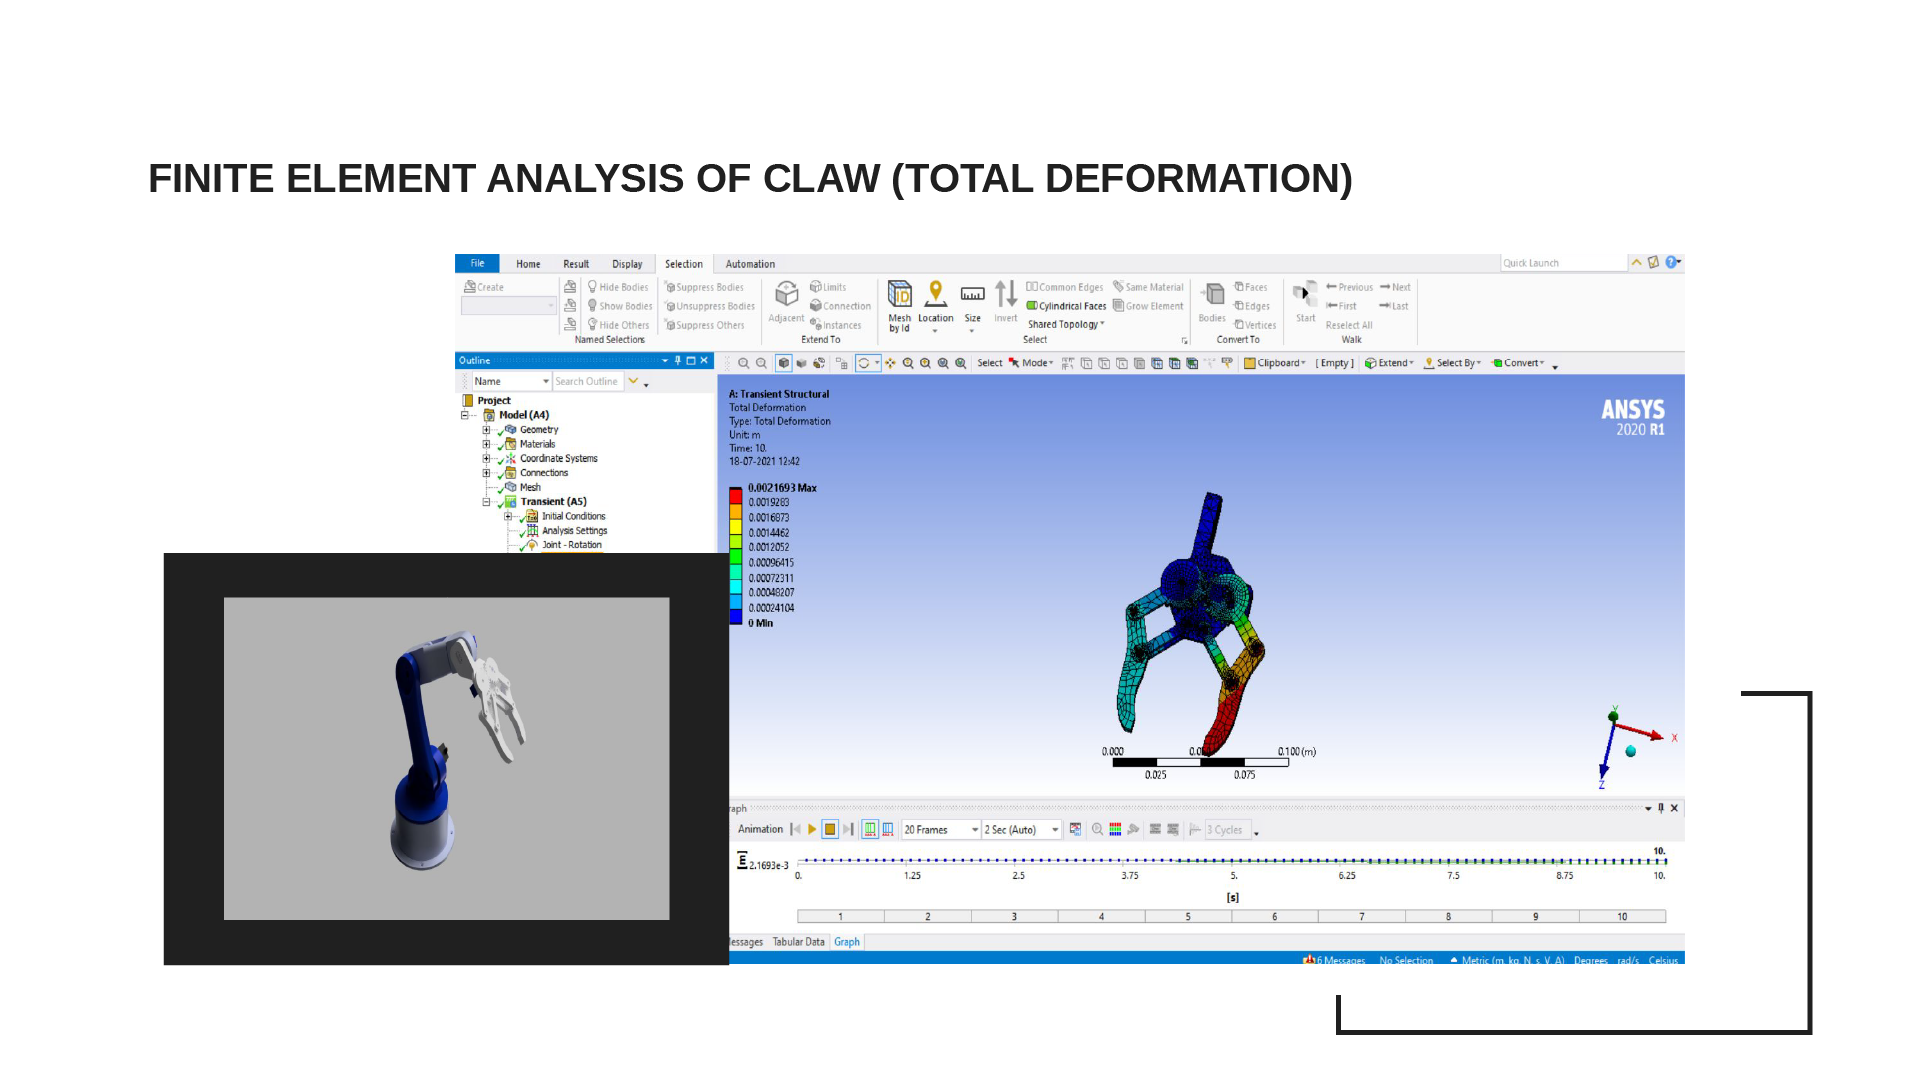 FINITE ELEMENT ANALYSIS OF CLAW (TOTAL DEFORMATION)
File Home Result Display Selection Automation Quick Launch
Create Hide Bodies Suppress Bodies Limits Common Edges Same Material Faces Previous Next
Show Bodies Unsuppress Bodies Connection Cylindrical Faces Grow Element Edges First Last
Adjacent Mesh by Id Location Size Invert Bodies Start
Hide Others Suppress Others Instances Shared Topology Vertices Reselect All
Named Selections Extend To Select Convert To Walk
Outline
Select Mode Clipboard [ Empty ] Extend Select By Convert
Name Search Outline
Project
Model (A4)
Geometry
Materials
Coordinate Systems
Connections
Mesh
Transient (A5)
Initial Conditions
Analysis Settings
Joint - Rotation
A: Transient Structural
Total Deformation
Type: Total Deformation
Unit: m
Time: 10.
18-07-2021 12:42
ANSYS
2020 R1
0.0021693 Max
0.0019283
0.0016873
0.0014462
0.0012052
0.00096415
0.00072311
0.00048207
0.00024104
0 Min
0.000 0.100 (m)
0.025 0.075
Y
X
Z
raph
Animation 20 Frames 2 Sec (Auto) 3 Cycles
10.
[m] 2.1693e-3
0. 1.25 2.5 3.75 5. 6.25 7.5 8.75 10.
[s]
1 2 3 4 5 6 7 8 9 10
essages Tabular Data Graph
6 Messages No Selection Metric (m, kg, N, s, V, A) Degrees rad/s Celsius